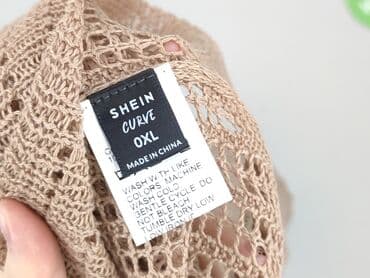 SHEIN
CURVE
0XL
MADE IN CHINA
WASH WITH LIKE
COLORS, MACHINE
WASH COLD
GENTLE CYCLE. DO
NOT BLEACH.
TUMBLE DRY LOW